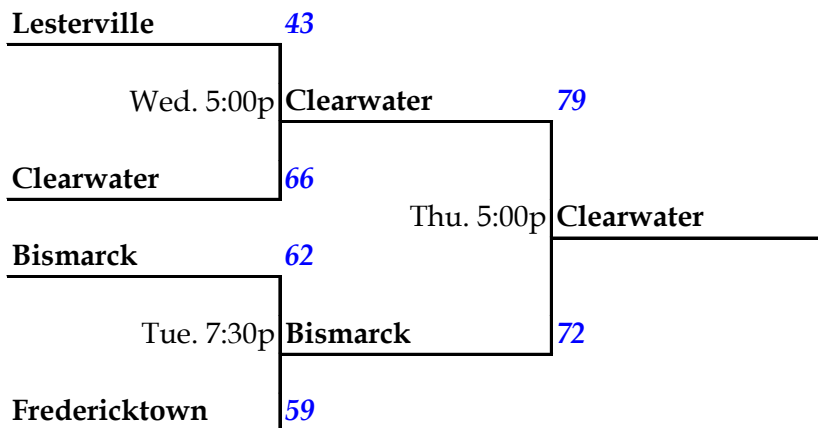 Lesterville 43
Wed. 5:00p Clearwater 79
Clearwater 66
Thu. 5:00p Clearwater
Bismarck 62
Tue. 7:30p Bismarck 72
Fredericktown 59